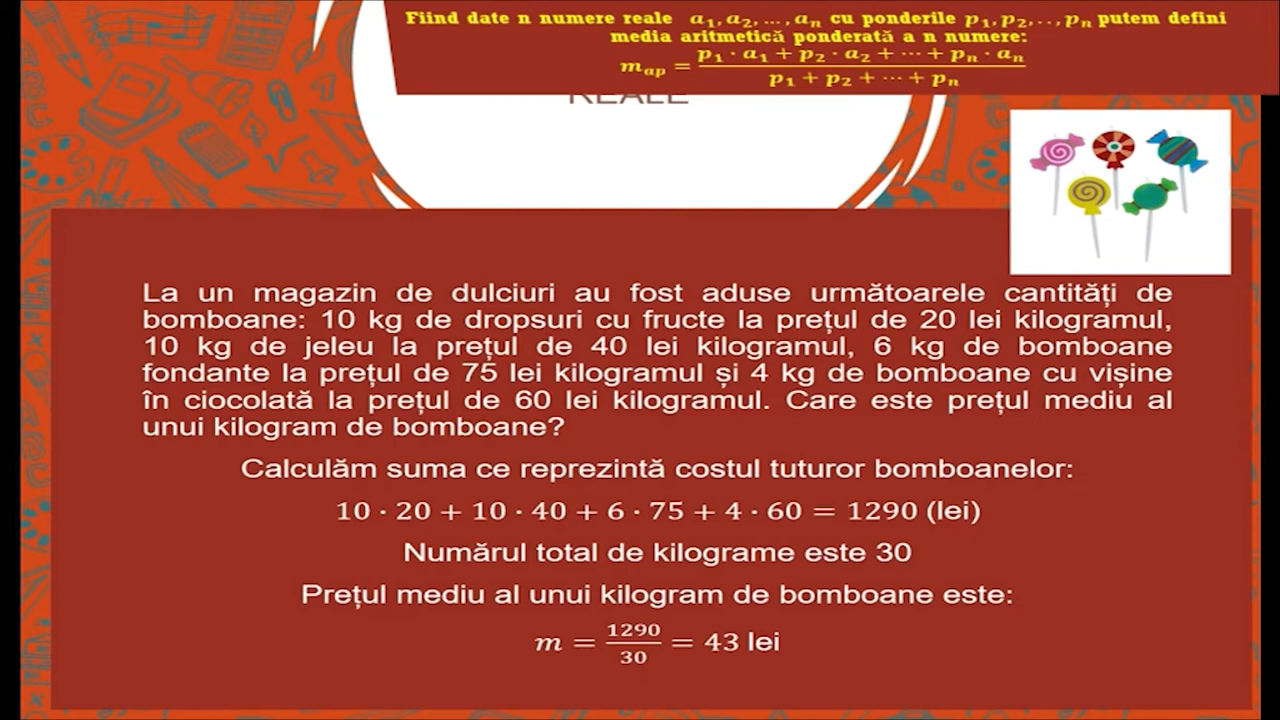 Fiind date n numere reale a₁, a₂, ..., aₙ cu ponderile p₁, p₂, . . , pₙ putem defini
media aritmetică ponderată a n numere:
mₐₚ = (p₁ · a₁ + p₂ · a₂ + ⋯ + pₙ · aₙ) / (p₁ + p₂ + ⋯ + pₙ)
REALE
La un magazin de dulciuri au fost aduse următoarele cantități de
bomboane: 10 kg de dropsuri cu fructe la prețul de 20 lei kilogramul,
10 kg de jeleu la prețul de 40 lei kilogramul, 6 kg de bomboane
fondante la prețul de 75 lei kilogramul și 4 kg de bomboane cu vișine
în ciocolată la prețul de 60 lei kilogramul. Care este prețul mediu al
unui kilogram de bomboane?
Calculăm suma ce reprezintă costul tuturor bomboanelor:
10 · 20 + 10 · 40 + 6 · 75 + 4 · 60 = 1290 (lei)
Numărul total de kilograme este 30
Prețul mediu al unui kilogram de bomboane este:
m = 1290/30 = 43 lei